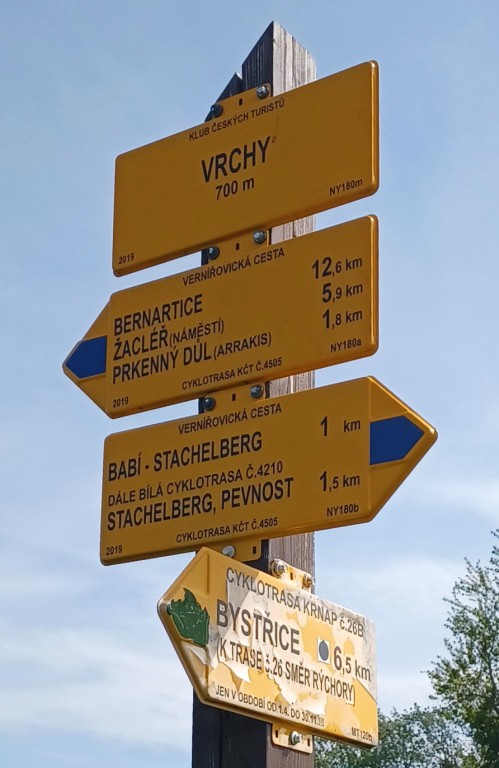 KLUB ČESKÝCH TURISTŮ
VRCHY
700 m
2019 NY180m
VERNÍŘOVICKÁ CESTA
BERNARTICE 12,6 km
ŽACLÉŘ (NÁMĚSTÍ) 5,9 km
PRKENNÝ DŮL (ARRAKIS) 1,8 km
2019 CYKLOTRASA KČT Č.4505 NY180a
VERNÍŘOVICKÁ CESTA
BABÍ - STACHELBERG 1 km
DÁLE BÍLÁ CYKLOTRASA Č.4210
STACHELBERG, PEVNOST 1,5 km
2019 CYKLOTRASA KČT Č.4505 NY180b
CYKLOTRASA KRNAP č.26B
BYSTŘICE 6,5 km
(K TRASE č.26 SMĚR RÝCHORY)
JEN V OBDOBÍ OD 1.4. DO 30.11.